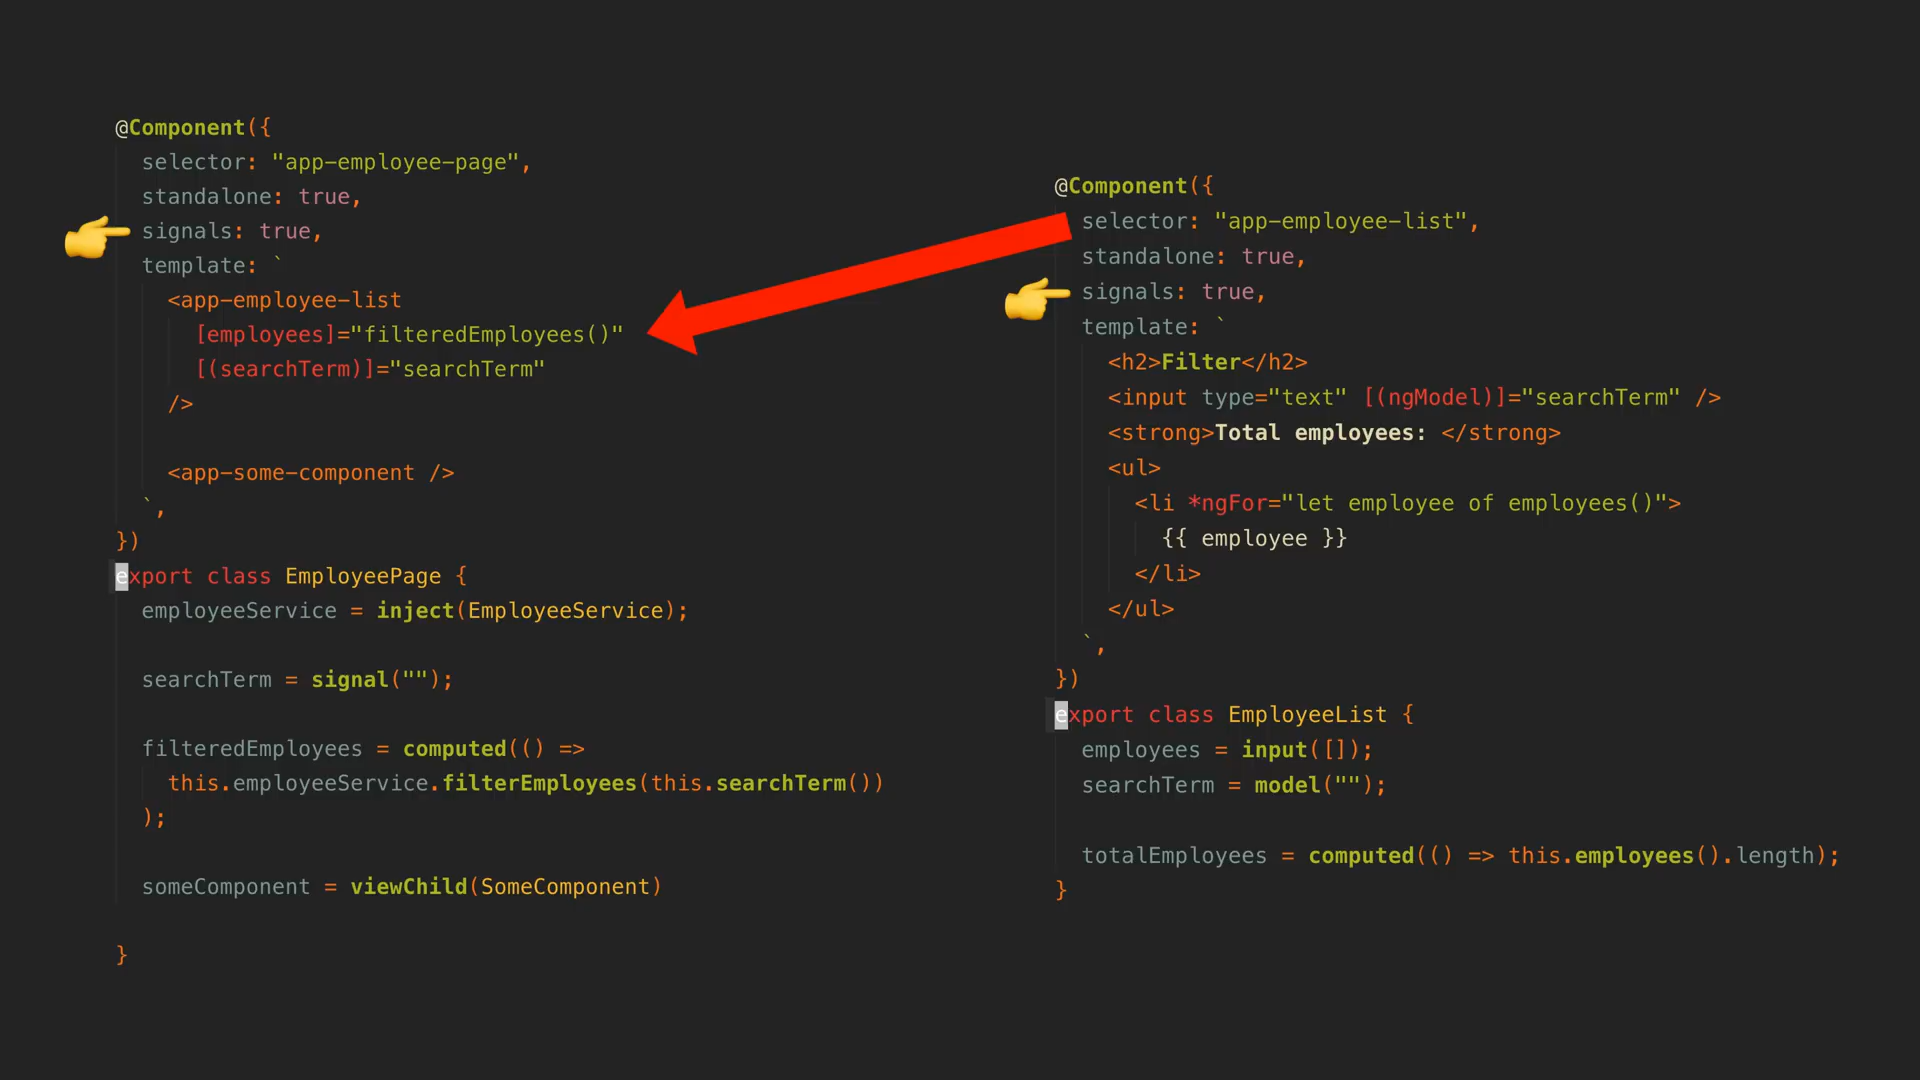 @Component({
  selector: "app-employee-page",
  standalone: true,
  signals: true,
  template: `
    <app-employee-list
      [employees]="filteredEmployees()"
      [(searchTerm)]="searchTerm"
    />

    <app-some-component />
  `,
})
export class EmployeePage {
  employeeService = inject(EmployeeService);

  searchTerm = signal("");

  filteredEmployees = computed(() =>
    this.employeeService.filterEmployees(this.searchTerm())
  );

  someComponent = viewChild(SomeComponent)

}
@Component({
  selector: "app-employee-list",
  standalone: true,
  signals: true,
  template: `
    <h2>Filter</h2>
    <input type="text" [(ngModel)]="searchTerm" />
    <strong>Total employees: </strong>
    <ul>
      <li *ngFor="let employee of employees()">
        {{ employee }}
      </li>
    </ul>
  `,
})
export class EmployeeList {
  employees = input([]);
  searchTerm = model("");

  totalEmployees = computed(() => this.employees().length);
}